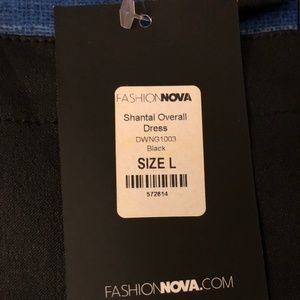 FASHIONNOVA
Shantal Overall
Dress
DWNG1003
Black
SIZE L
572614
FASHIONNOVA.COM